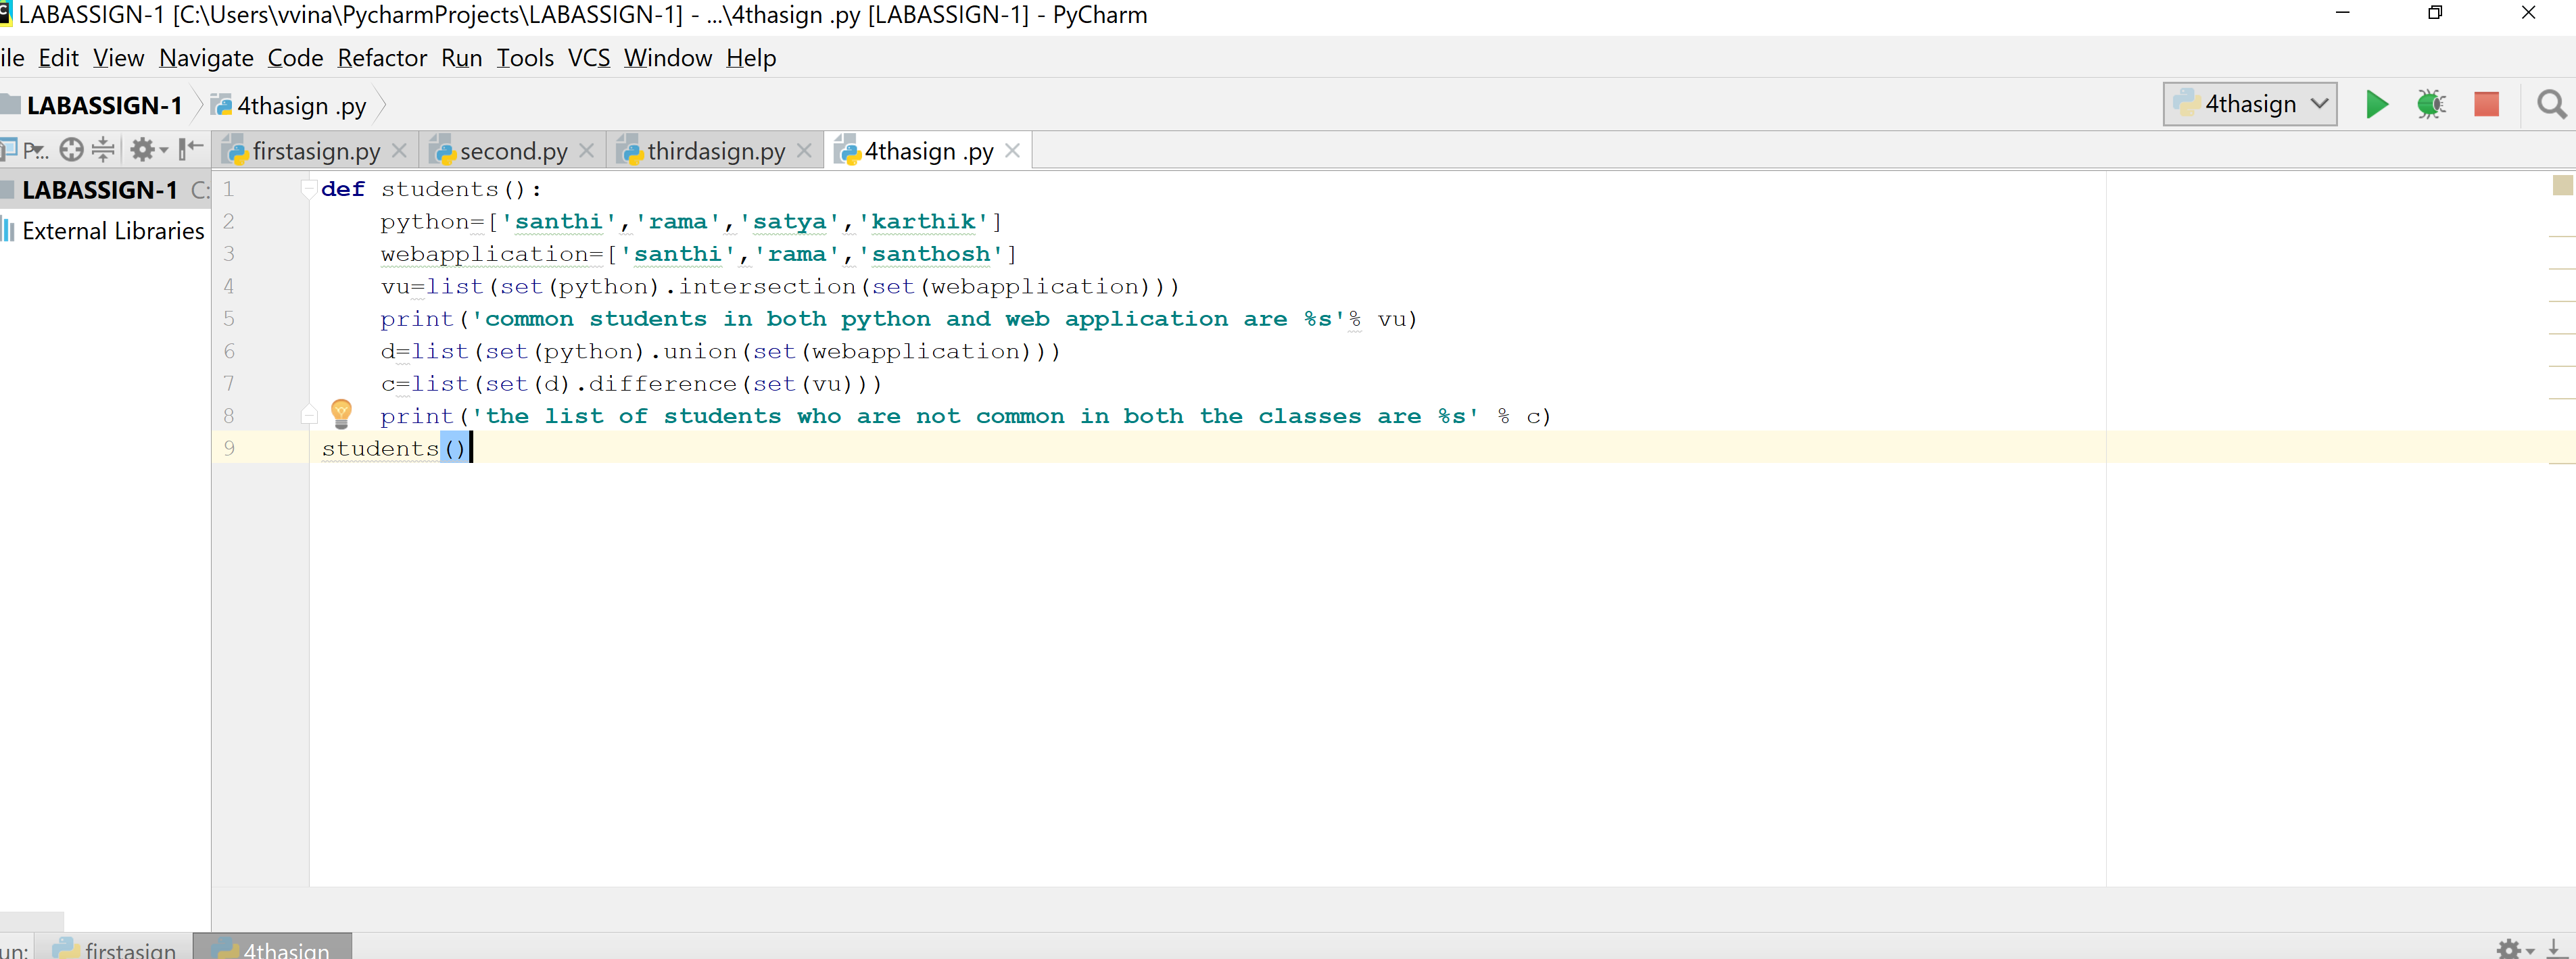 LABASSIGN-1 [C:\Users\vvina\PycharmProjects\LABASSIGN-1] - ...\4thasign .py [LABASSIGN-1] - PyCharm
ile Edit View Navigate Code Refactor Run Tools VCS Window Help
LABASSIGN-1 4thasign .py 4thasign
P... firstasign.py second.py thirdasign.py 4thasign .py
LABASSIGN-1 C:
External Libraries
1 def students():
2 python=['santhi','rama','satya','karthik']
3 webapplication=['santhi','rama','santhosh']
4 vu=list(set(python).intersection(set(webapplication)))
5 print('common students in both python and web application are %s'% vu)
6 d=list(set(python).union(set(webapplication)))
7 c=list(set(d).difference(set(vu)))
8 print('the list of students who are not common in both the classes are %s' % c)
9 students()
un: firstasign 4thasign